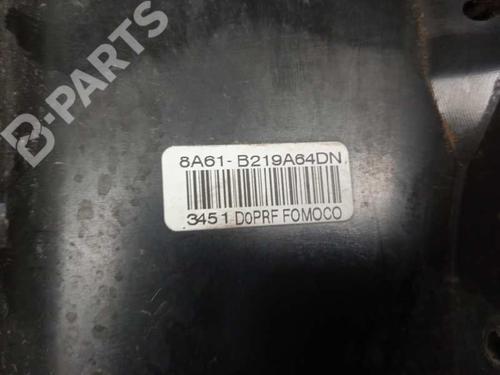 B-PARTS
8A61- B219A64DN
3451 D0PRF FOMOCO